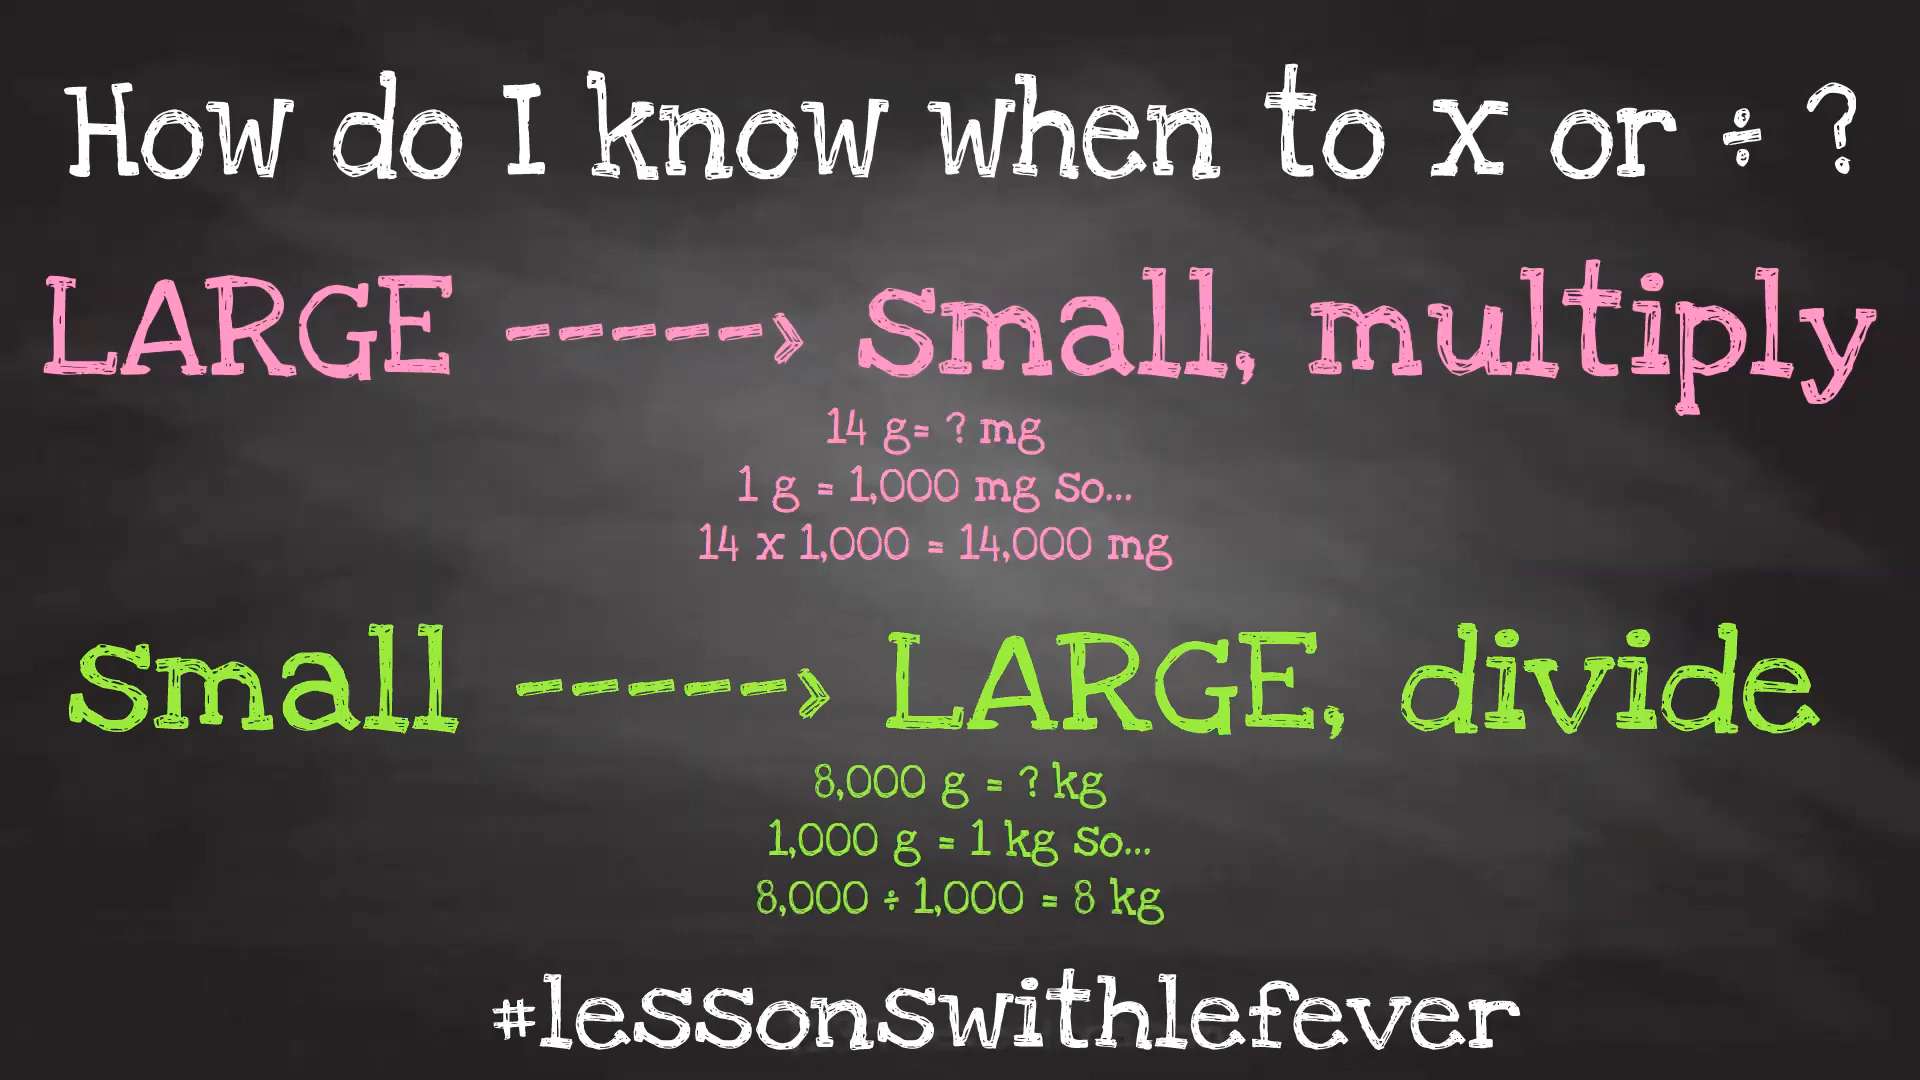 How do I know when to x or ÷ ?
LARGE -----> small, multiply
14 g= ? mg
1 g = 1,000 mg so...
14 x 1,000 = 14,000 mg
small -----> LARGE, divide
8,000 g = ? kg
1,000 g = 1 kg so...
8,000 ÷ 1,000 = 8 kg
#lessonswithlefever